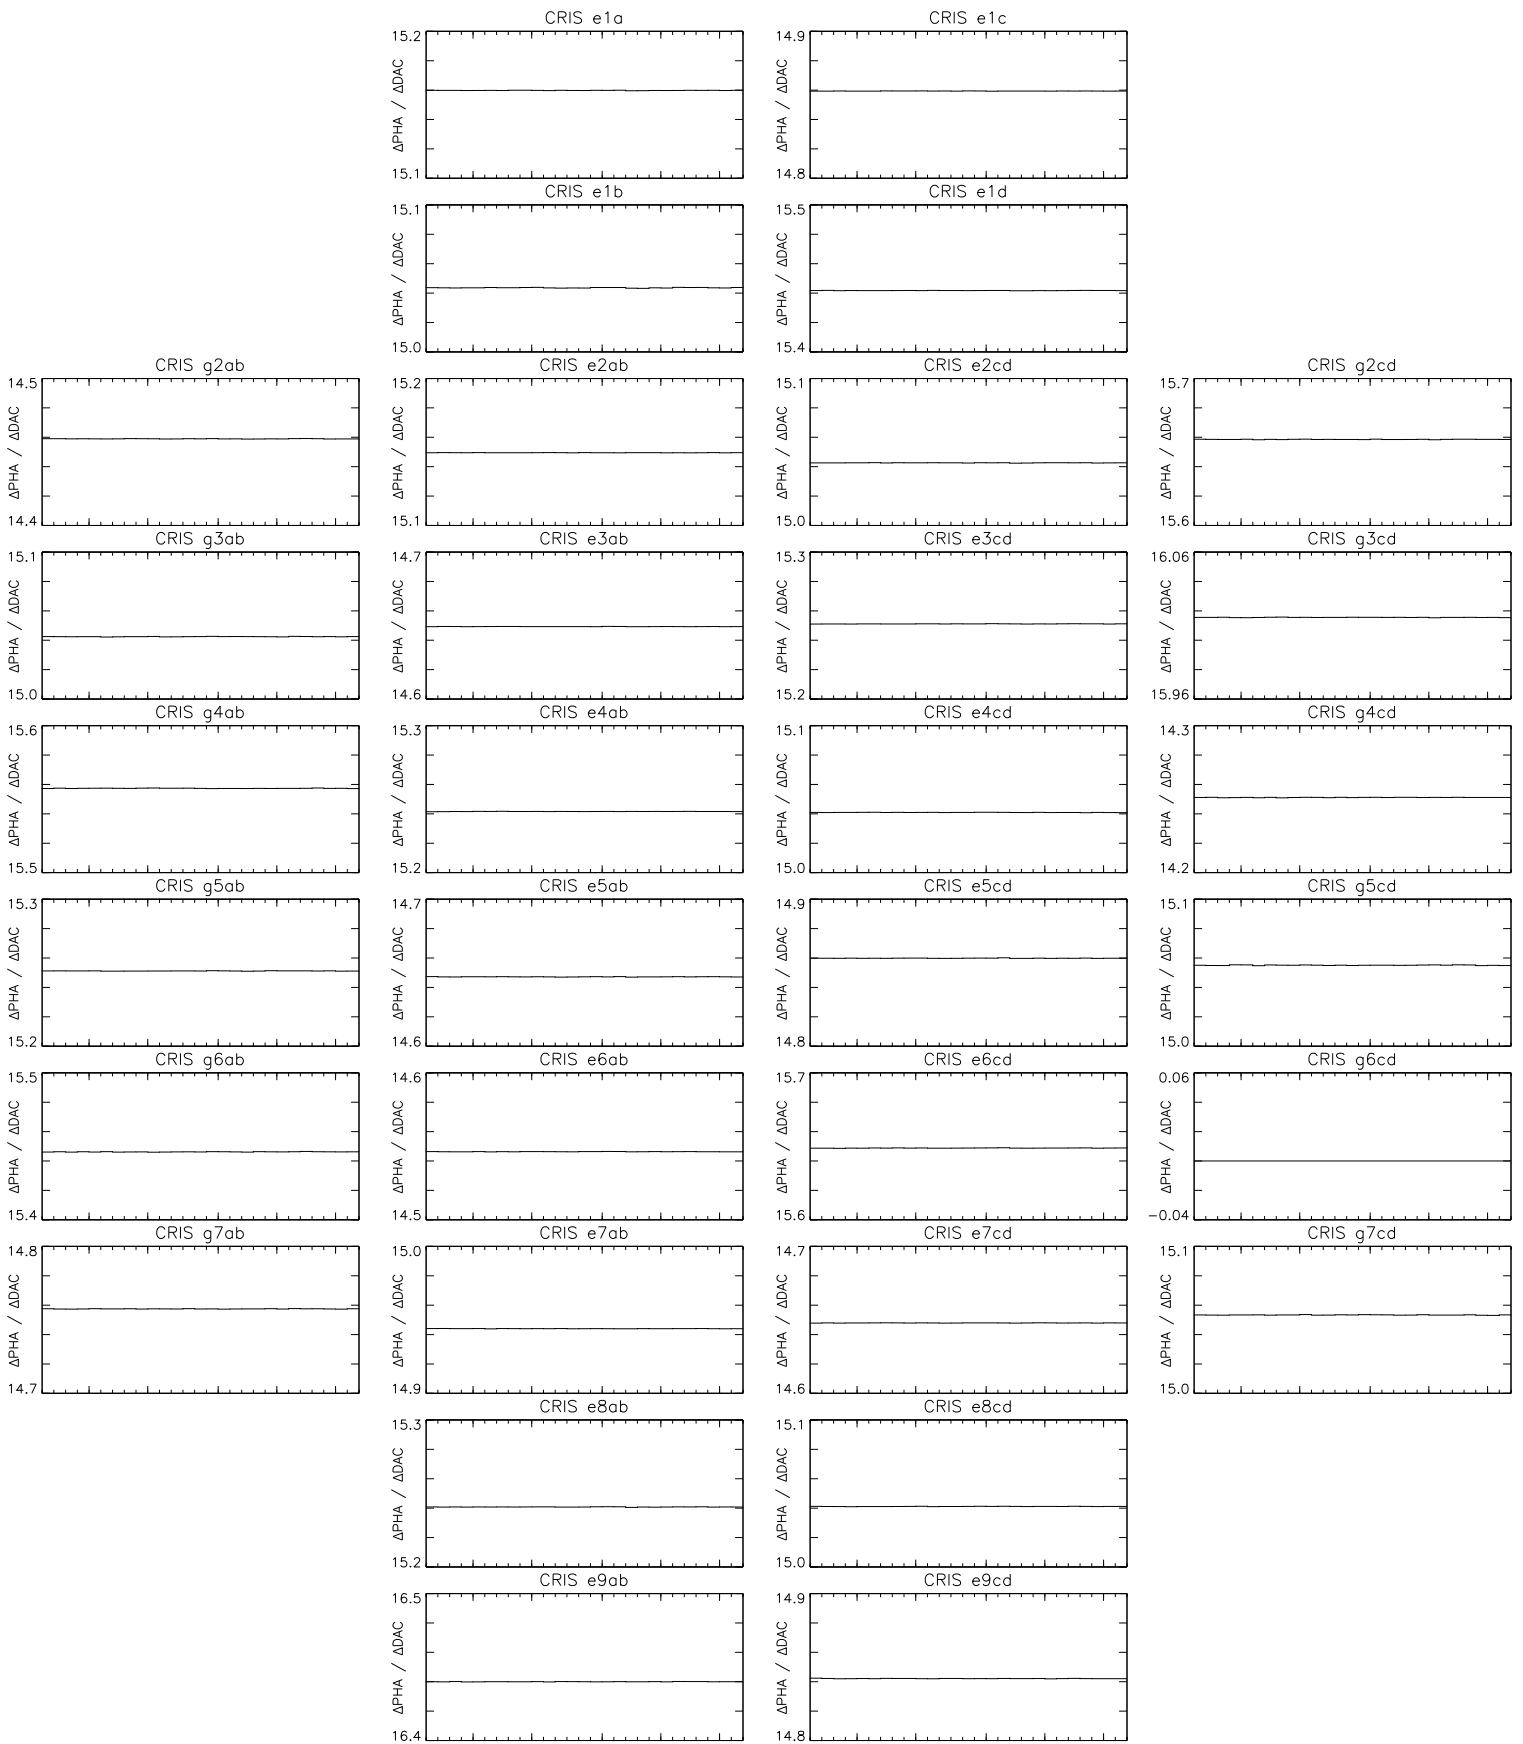 CRIS e1a
15.2
ΔPHA / ΔDAC
15.1
CRIS e1c
14.9
ΔPHA / ΔDAC
14.8
CRIS e1b
15.1
ΔPHA / ΔDAC
15.0
CRIS e1d
15.5
ΔPHA / ΔDAC
15.4
CRIS g2ab
14.5
ΔPHA / ΔDAC
14.4
CRIS e2ab
15.2
ΔPHA / ΔDAC
15.1
CRIS e2cd
15.1
ΔPHA / ΔDAC
15.0
CRIS g2cd
15.7
ΔPHA / ΔDAC
15.6
CRIS g3ab
15.1
ΔPHA / ΔDAC
15.0
CRIS e3ab
14.7
ΔPHA / ΔDAC
14.6
CRIS e3cd
15.3
ΔPHA / ΔDAC
15.2
CRIS g3cd
16.06
ΔPHA / ΔDAC
15.96
CRIS g4ab
15.6
ΔPHA / ΔDAC
15.5
CRIS e4ab
15.3
ΔPHA / ΔDAC
15.2
CRIS e4cd
15.1
ΔPHA / ΔDAC
15.0
CRIS g4cd
14.3
ΔPHA / ΔDAC
14.2
CRIS g5ab
15.3
ΔPHA / ΔDAC
15.2
CRIS e5ab
14.7
ΔPHA / ΔDAC
14.6
CRIS e5cd
14.9
ΔPHA / ΔDAC
14.8
CRIS g5cd
15.1
ΔPHA / ΔDAC
15.0
CRIS g6ab
15.5
ΔPHA / ΔDAC
15.4
CRIS e6ab
14.6
ΔPHA / ΔDAC
14.5
CRIS e6cd
15.7
ΔPHA / ΔDAC
15.6
CRIS g6cd
0.06
ΔPHA / ΔDAC
−0.04
CRIS g7ab
14.8
ΔPHA / ΔDAC
14.7
CRIS e7ab
15.0
ΔPHA / ΔDAC
14.9
CRIS e7cd
14.7
ΔPHA / ΔDAC
14.6
CRIS g7cd
15.1
ΔPHA / ΔDAC
15.0
CRIS e8ab
15.3
ΔPHA / ΔDAC
15.2
CRIS e8cd
15.1
ΔPHA / ΔDAC
15.0
CRIS e9ab
16.5
ΔPHA / ΔDAC
16.4
CRIS e9cd
14.9
ΔPHA / ΔDAC
14.8